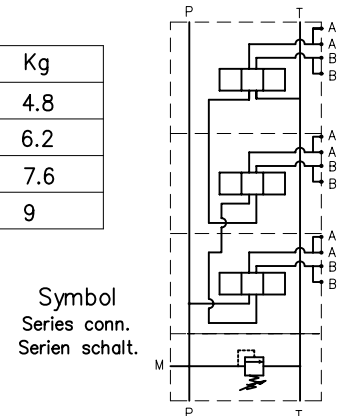 P T
A
A
B
B
Kg
4.8
6.2
7.6
9
A
A
B
B
A
A
B
B
Symbol
Series conn.
Serien schalt.
M
P T